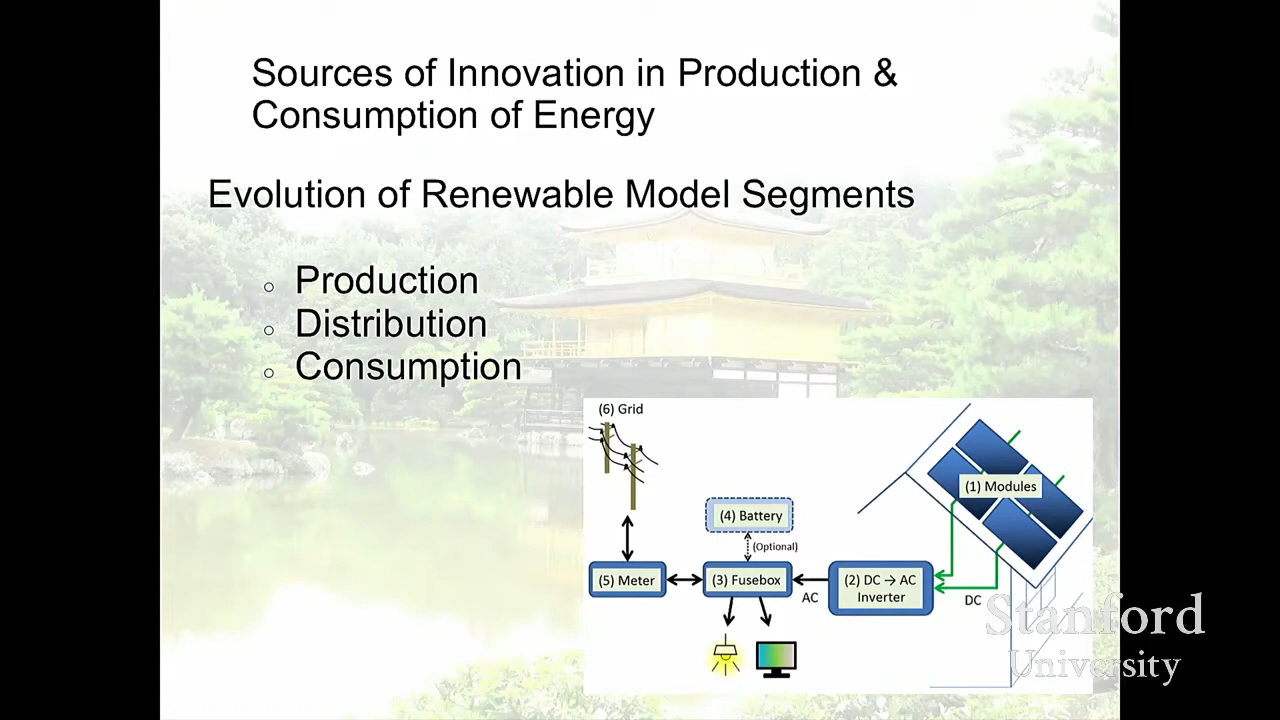 Sources of Innovation in Production &
Consumption of Energy
Evolution of Renewable Model Segments
Production
Distribution
Consumption
(6) Grid
(1) Modules
(4) Battery
(Optional)
(5) Meter
(3) Fusebox
AC
(2) DC → AC
Inverter
DC
Stanford
University